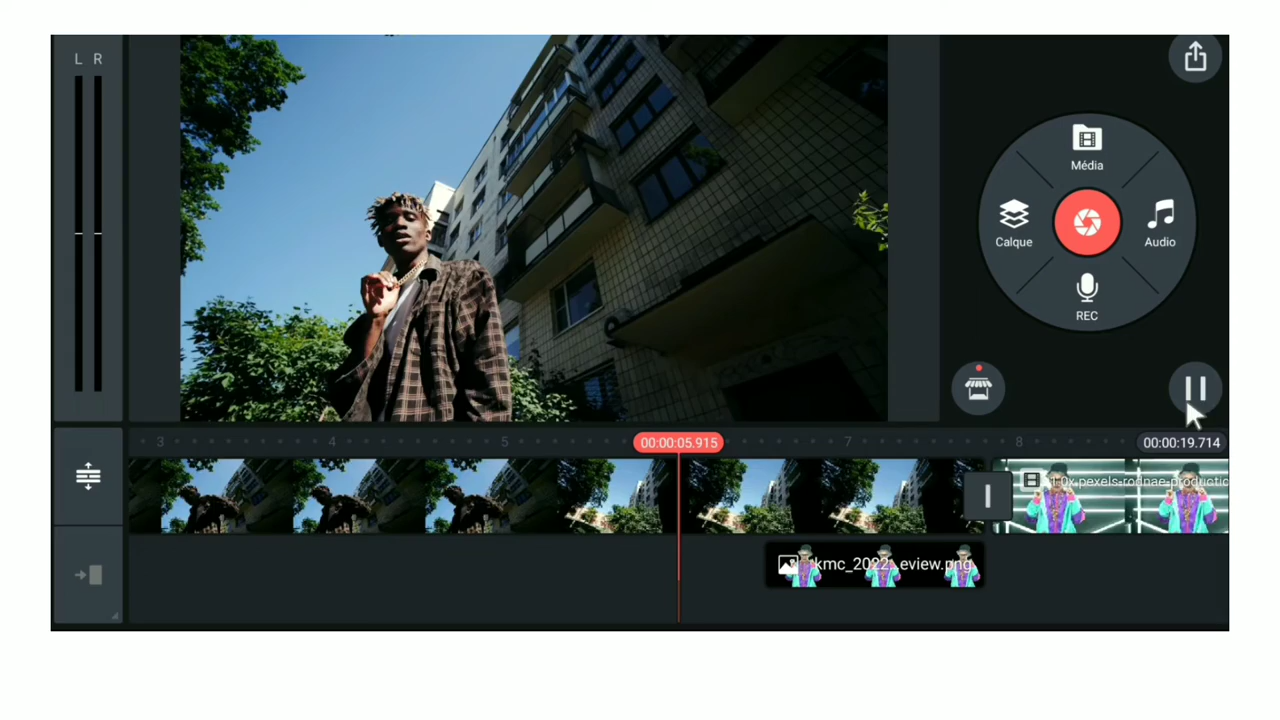 L R
Média
Calque
Audio
REC
3 4 5 00:00:05.915 7 8 00:00:19.714
1.0x pexels-rodnae-productio
kmc_2022...eview.png